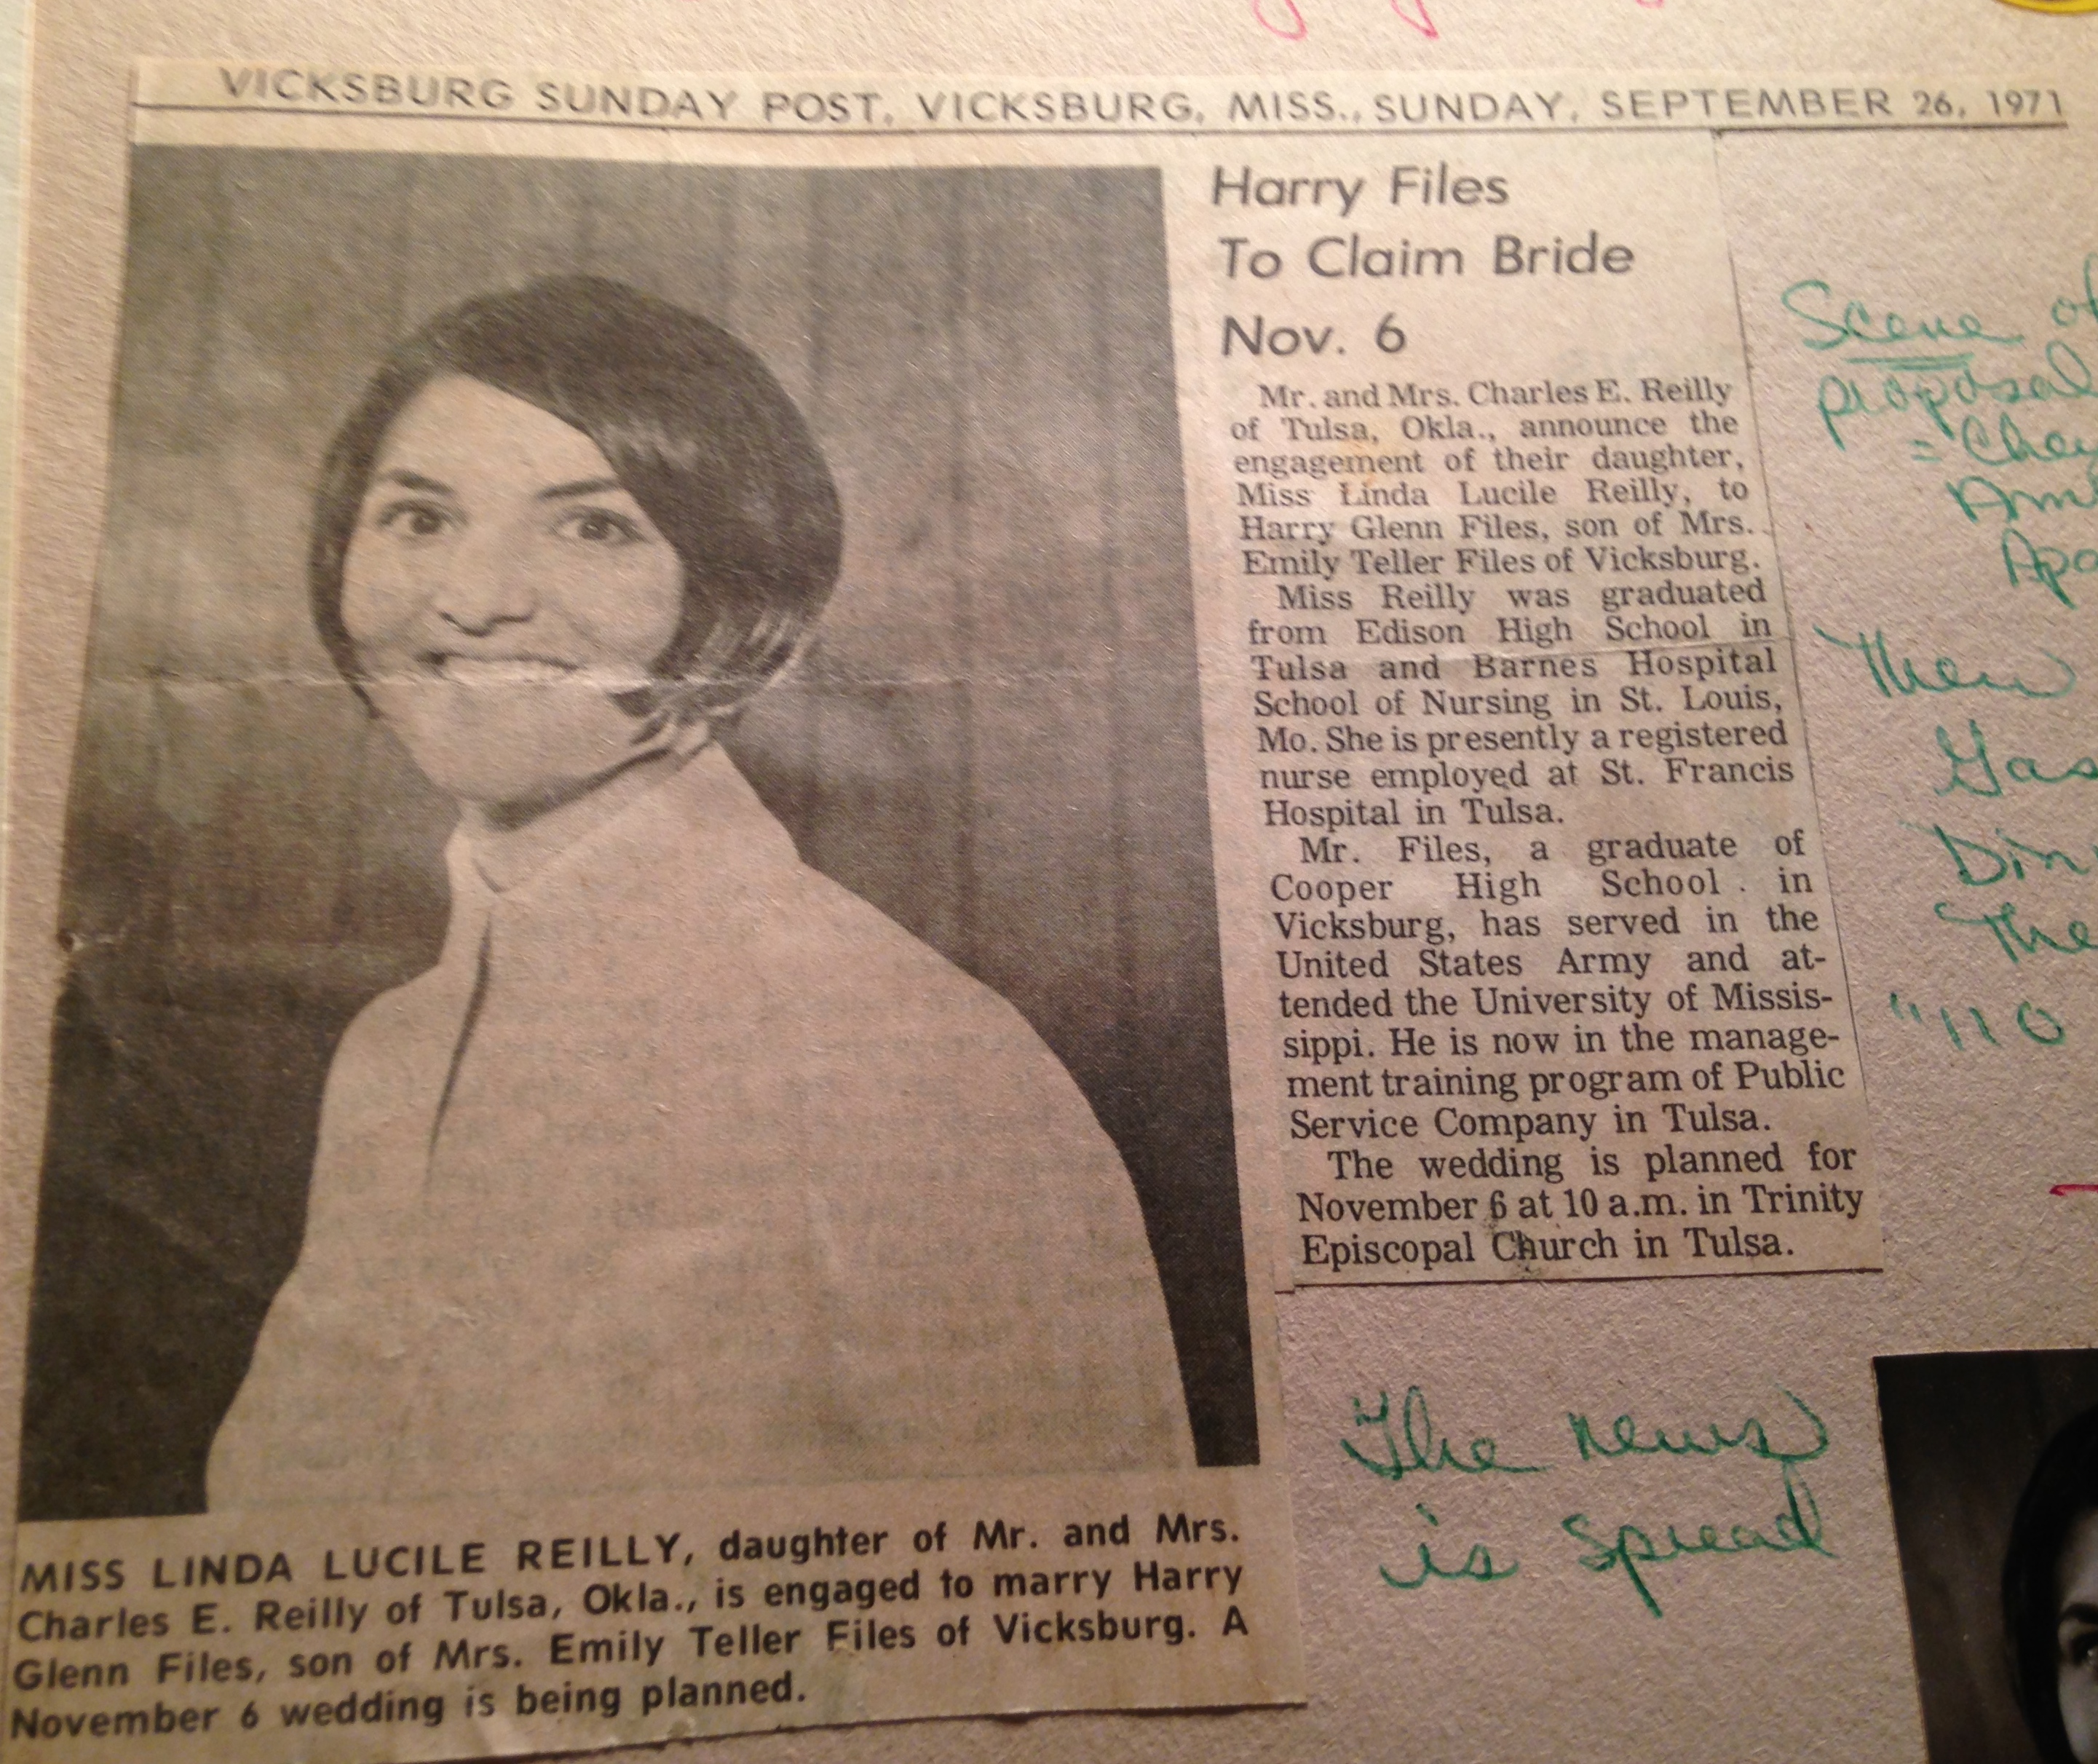 VICKSBURG SUNDAY POST, VICKSBURG, MISS., SUNDAY, SEPTEMBER 26, 1971
Harry Files
To Claim Bride
Nov. 6
Mr. and Mrs. Charles E. Reilly
of Tulsa, Okla., announce the
engagement of their daughter,
Miss Linda Lucile Reilly, to
Harry Glenn Files, son of Mrs.
Emily Teller Files of Vicksburg.
Miss Reilly was graduated
from Edison High School in
Tulsa and Barnes Hospital
School of Nursing in St. Louis,
Mo. She is presently a registered
nurse employed at St. Francis
Hospital in Tulsa.
Mr. Files, a graduate of
Cooper High School . in
Vicksburg, has served in the
United States Army and at-
tended the University of Missis-
sippi. He is now in the manage-
ment training program of Public
Service Company in Tulsa.
The wedding is planned for
November 6 at 10 a.m. in Trinity
Episcopal Church in Tulsa.
MISS LINDA LUCILE REILLY, daughter of Mr. and Mrs.
Charles E. Reilly of Tulsa, Okla., is engaged to marry Harry
Glenn Files, son of Mrs. Emily Teller Files of Vicksburg. A
November 6 wedding is being planned.
Scene of
proposal
The news
is spread